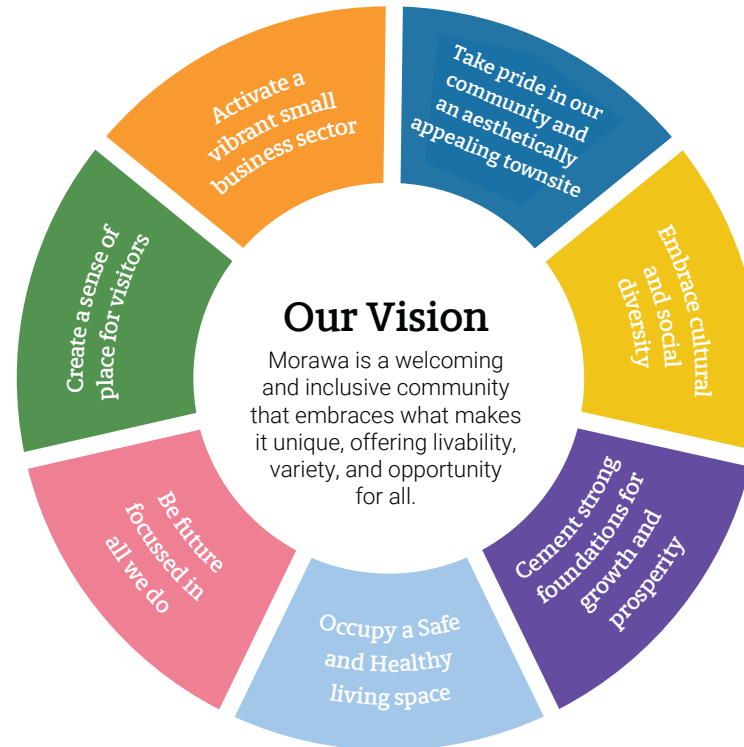 Our Vision
Morawa is a welcoming
and inclusive community
that embraces what makes
it unique, offering livability,
variety, and opportunity
for all.
Take pride in our
community and
an aesthetically
appealing townsite
Embrace cultural
and social
diversity
Cement strong
foundations for
growth and
prosperity
Occupy a Safe
and Healthy
living space
Be future
focussed in
all we do
Create a sense of
place for visitors
Activate a
vibrant small
business sector